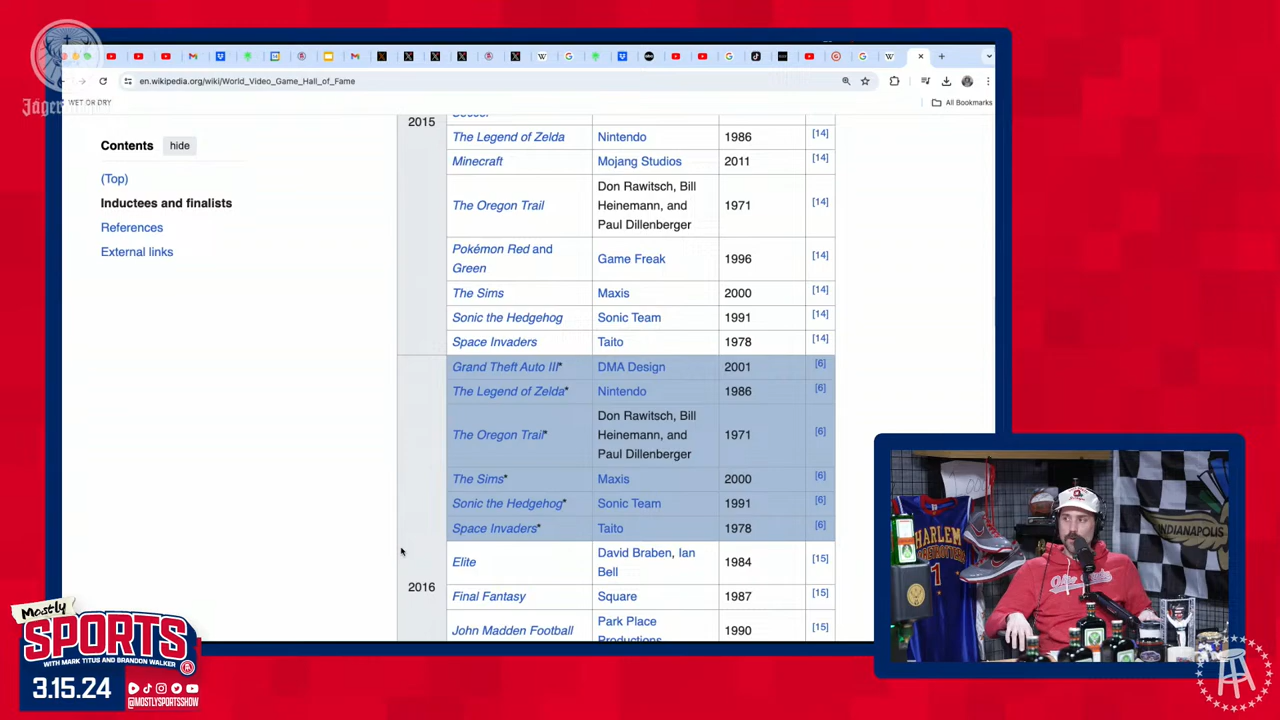 Jägerm
en.wikipedia.org/wiki/World_Video_Game_Hall_of_Fame
WET OR DRY
All Bookmarks
Contents hide
(Top)
Inductees and finalists
References
External links
2015
Soccer
The Legend of Zelda Nintendo 1986 [14]
Minecraft Mojang Studios 2011 [14]
The Oregon Trail Don Rawitsch, Bill Heinemann, and Paul Dillenberger 1971 [14]
Pokémon Red and Green Game Freak 1996 [14]
The Sims Maxis 2000 [14]
Sonic the Hedgehog Sonic Team 1991 [14]
Space Invaders Taito 1978 [14]
2016
Grand Theft Auto III* DMA Design 2001 [6]
The Legend of Zelda* Nintendo 1986 [6]
The Oregon Trail* Don Rawitsch, Bill Heinemann, and Paul Dillenberger 1971 [6]
The Sims* Maxis 2000 [6]
Sonic the Hedgehog* Sonic Team 1991 [6]
Space Invaders* Taito 1978 [6]
Elite David Braben, Ian Bell 1984 [15]
Final Fantasy Square 1987 [15]
John Madden Football Park Place Productions 1990 [15]
HARLEM
1
INDIANAPOLIS
Mostly
SPORTS
WITH MARK TITUS AND BRANDON WALKER
3.15.24
@MOSTLYSPORTSSHOW